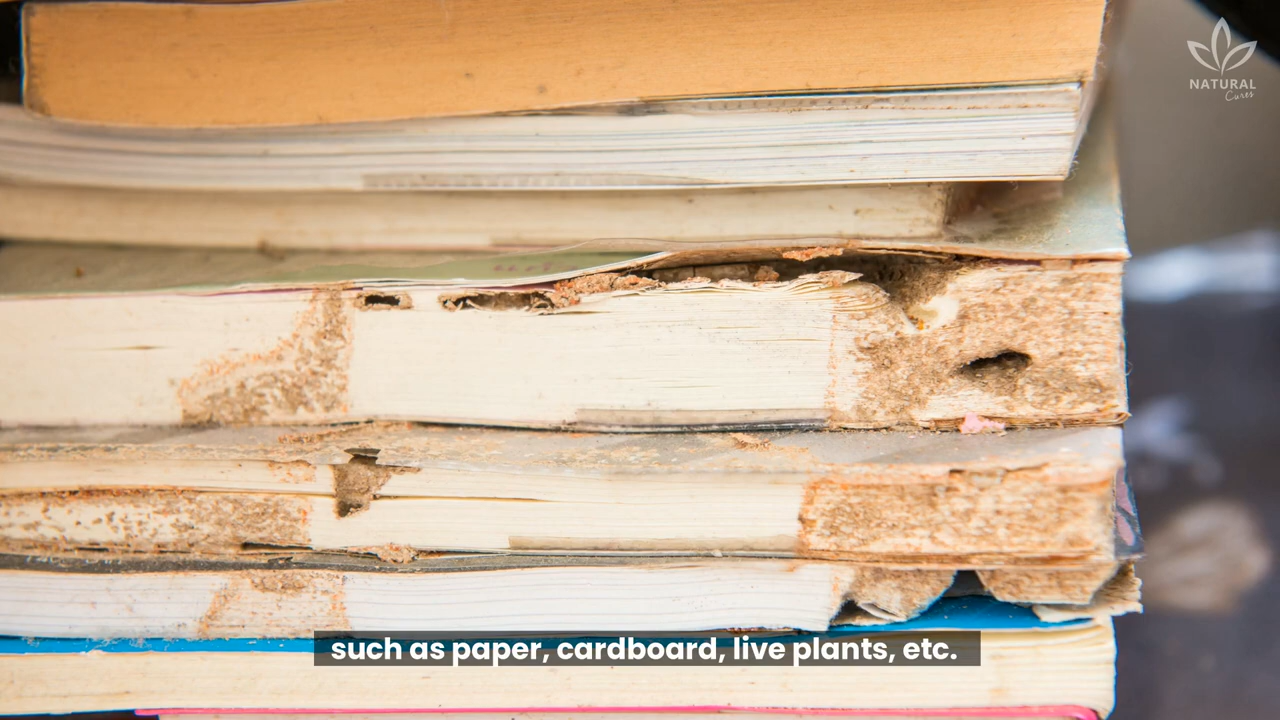 NATURAL
Cures
such as paper, cardboard, live plants, etc.